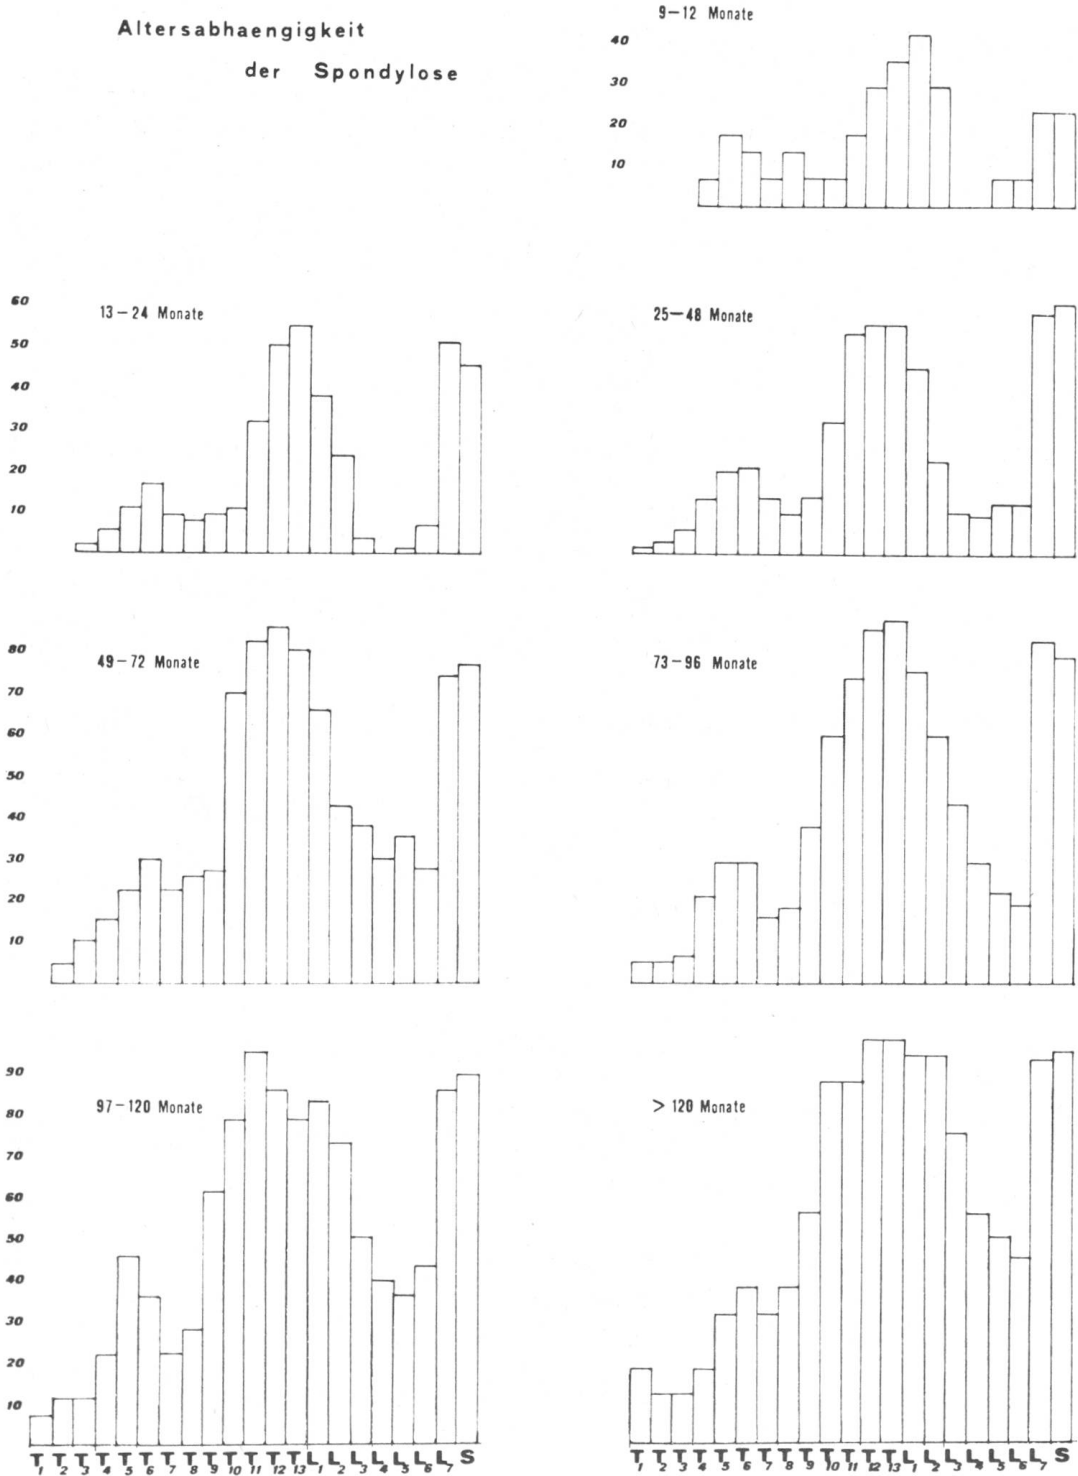 Altersabhaengigkeit
der Spondylose
9–12 Monate
40
30
20
10
13–24 Monate
60
50
40
30
20
10
25–48 Monate
49–72 Monate
80
70
60
50
40
30
20
10
73–96 Monate
97–120 Monate
90
80
70
60
50
40
30
20
10
> 120 Monate
T1 T2 T3 T4 T5 T6 T7 T8 T9 T10 T11 T12 T13 L1 L2 L3 L4 L5 L6 L7 S
T1 T2 T3 T4 T5 T6 T7 T8 T9 T10 T11 T12 T13 L1 L2 L3 L4 L5 L6 L7 S